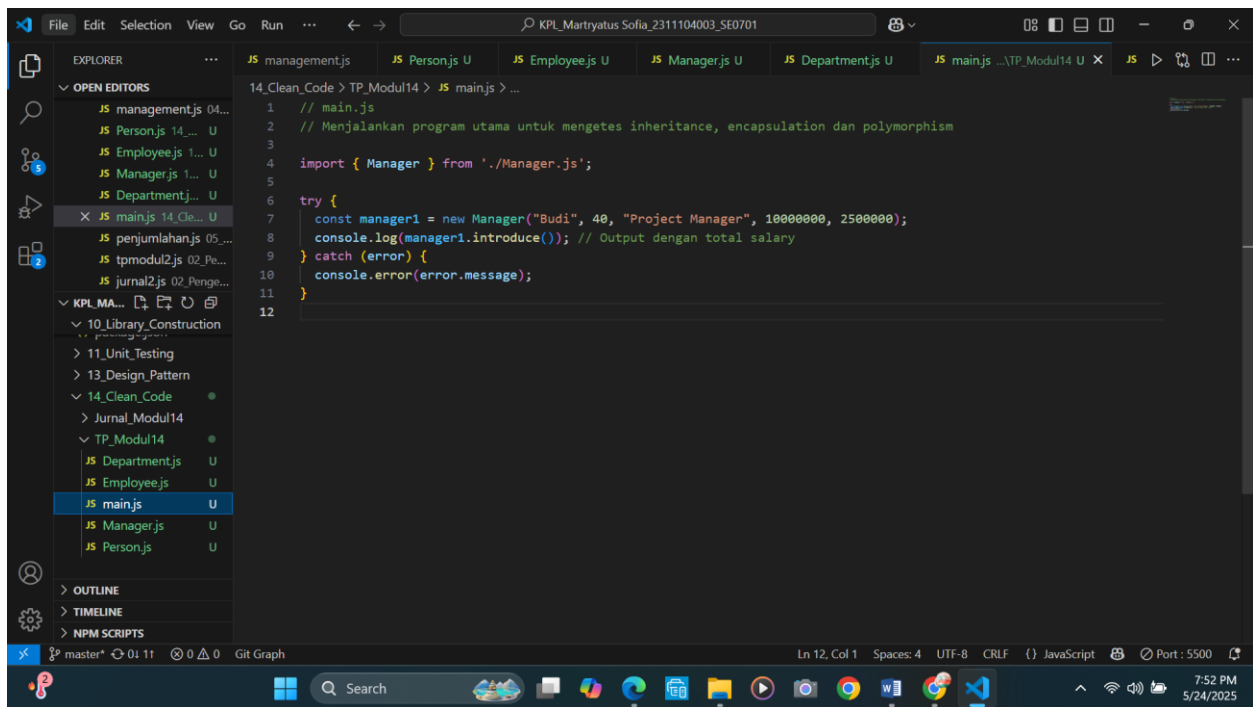 File Edit Selection View Go Run ··· ← → KPL_Martryatus Sofia_2311104003_SE0701
EXPLORER ···
JS management.js JS Person.js U JS Employee.js U JS Manager.js U JS Department.js U JS main.js ...\TP_Modul14 U × JS
OPEN EDITORS
JS management.js 04...
JS Person.js 14_... U
JS Employee.js 1... U
JS Manager.js 1... U
JS Department.j... U
× JS main.js 14_Cle... U
JS penjumlahan.js 05_...
JS tpmodul2.js 02_Pe...
JS jurnal2.js 02_Penge...
KPL_MA...
10_Library_Construction
11_Unit_Testing
13_Design_Pattern
14_Clean_Code
Jurnal_Modul14
TP_Modul14
JS Department.js U
JS Employee.js U
JS main.js U
JS Manager.js U
JS Person.js U
OUTLINE
TIMELINE
NPM SCRIPTS
5
2
14_Clean_Code > TP_Modul14 > JS main.js > ...
1 // main.js
2 // Menjalankan program utama untuk mengetes inheritance, encapsulation dan polymorphism
3
4 import { Manager } from './Manager.js';
5
6 try {
7 const manager1 = new Manager("Budi", 40, "Project Manager", 10000000, 2500000);
8 console.log(manager1.introduce()); // Output dengan total salary
9 } catch (error) {
10 console.error(error.message);
11 }
12
master* 0↓ 1↑ 0 0 Git Graph Ln 12, Col 1 Spaces: 4 UTF-8 CRLF {} JavaScript Port : 5500
2 Search 7:52 PM
5/24/2025